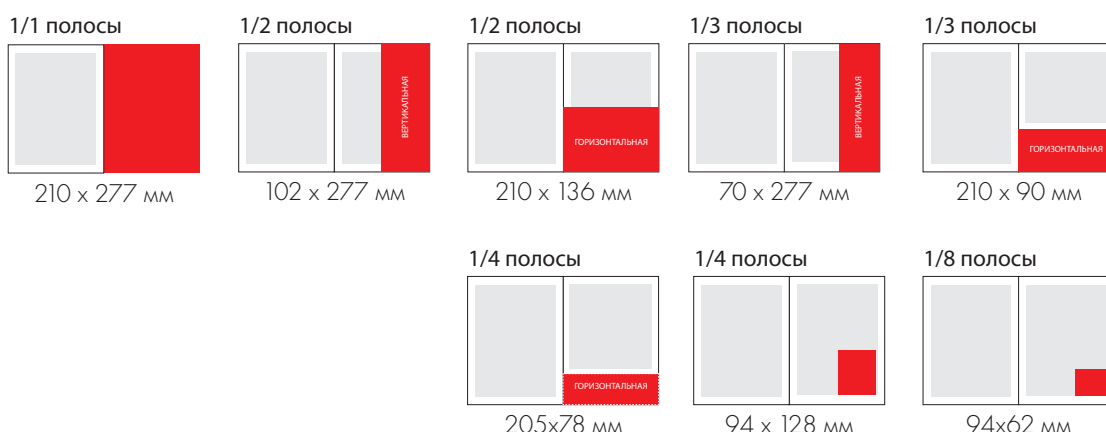 1/1 полосы
1/2 полосы
1/2 полосы
1/3 полосы
1/3 полосы
ВЕРТИКАЛЬНАЯ
ГОРИЗОНТАЛЬНАЯ
ВЕРТИКАЛЬНАЯ
ГОРИЗОНТАЛЬНАЯ
210 x 277 мм
102 x 277 мм
210 x 136 мм
70 x 277 мм
210 x 90 мм
1/4 полосы
1/4 полосы
1/8 полосы
ГОРИЗОНТАЛЬНАЯ
205x78 мм
94 x 128 мм
94x62 мм